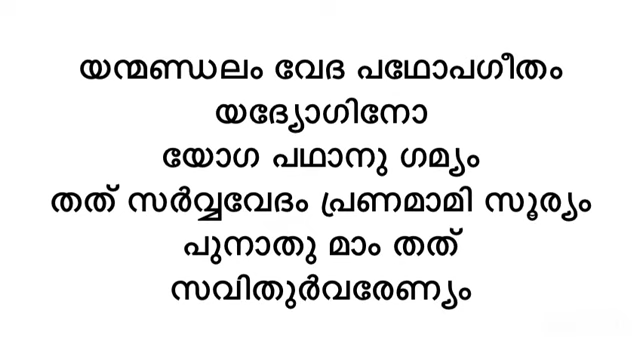 യന്മണ്ഡലം വേദ പഥോപഗീതം
യദ്യോഗിനോ
യോഗ പഥാനു ഗമ്യം
തത് സർവ്വവേദം പ്രണമാമി സൂര്യം
പുനാതു മാം തത്
സവിതുർവരേണ്യം